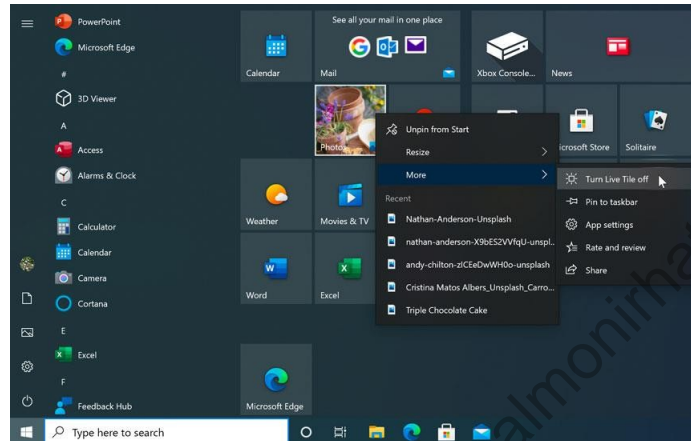 PowerPoint
Microsoft Edge
#
3D Viewer
A
Access
Alarms & Clock
C
Calculator
Calendar
Camera
Cortana
E
Excel
F
Feedback Hub
Type here to search
See all your mail in one place
Calendar
Mail
Xbox Console...
News
Photos
icrosoft Store
Solitaire
Weather
Movies & TV
Word
Excel
Microsoft Edge
Unpin from Start
Resize
More
Recent
Nathan-Anderson-Unsplash
nathan-anderson-X9bES2VVfqU-unspl...
andy-chilton-zICEeDwWH0o-unsplash
Cristina Matos Albers_Unsplash_Carro...
Triple Chocolate Cake
Turn Live Tile off
Pin to taskbar
App settings
Rate and review
Share
almonirhat